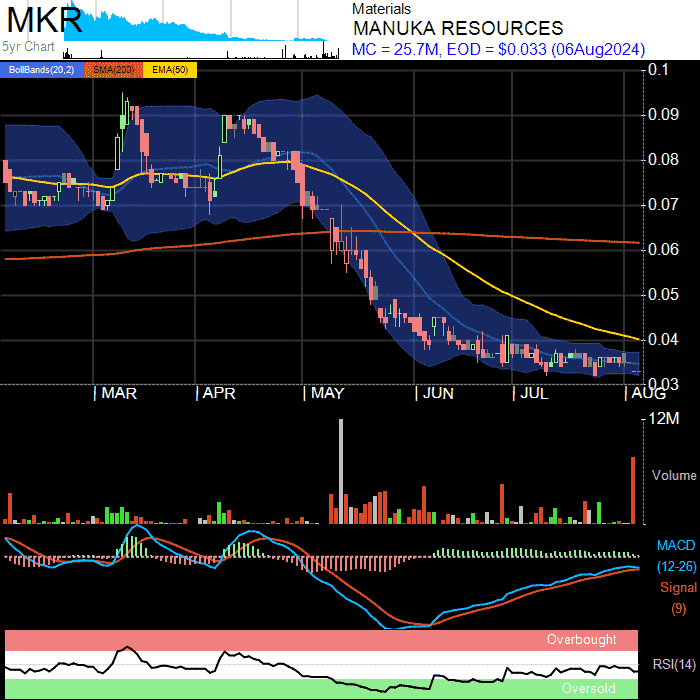 MKR
5yr Chart
Materials
MANUKA RESOURCES
MC = 25.7M, EOD = $0.033 (06Aug2024)
BollBands(20,2) SMA(200) EMA(50)
0.1
0.09
0.08
0.07
0.06
0.05
0.04
0.03
MAR APR MAY JUN JUL AUG
12M
Volume
MACD
(12-26)
Signal
(9)
Overbought
RSI(14)
Oversold